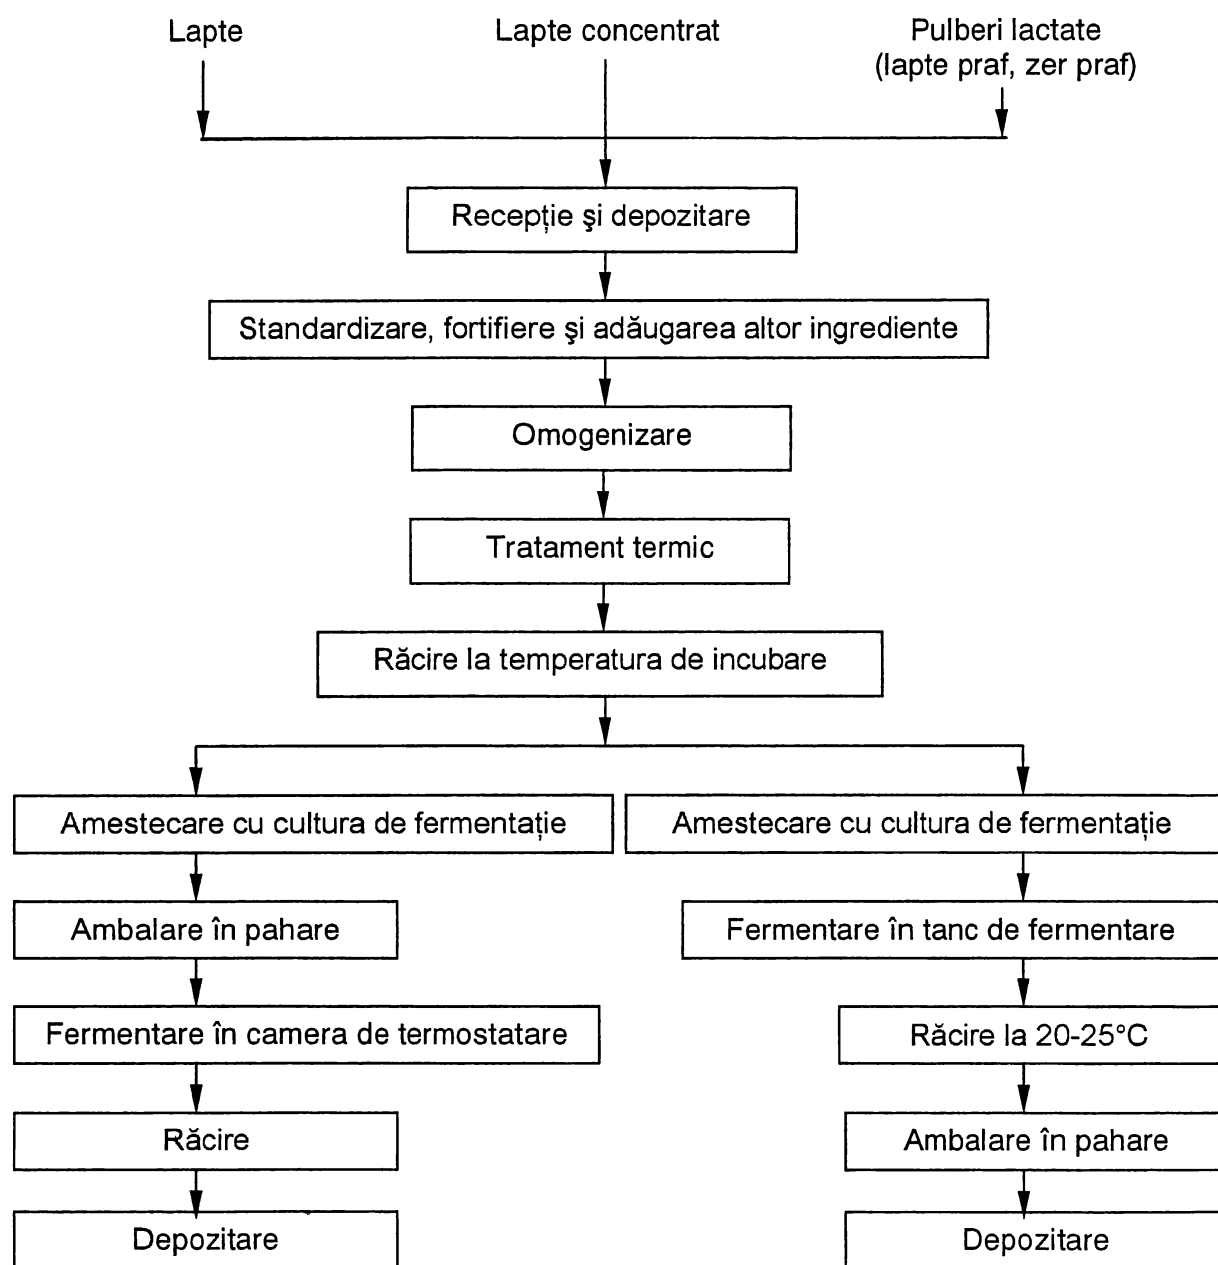 Lapte
Lapte concentrat
Pulberi lactate
(lapte praf, zer praf)
Recepție şi depozitare
Standardizare, fortifiere şi adăugarea altor ingrediente
Omogenizare
Tratament termic
Răcire la temperatura de incubare
Amestecare cu cultura de fermentație
Amestecare cu cultura de fermentație
Ambalare în pahare
Fermentare în tanc de fermentare
Fermentare în camera de termostatare
Răcire la 20-25°C
Răcire
Ambalare în pahare
Depozitare
Depozitare